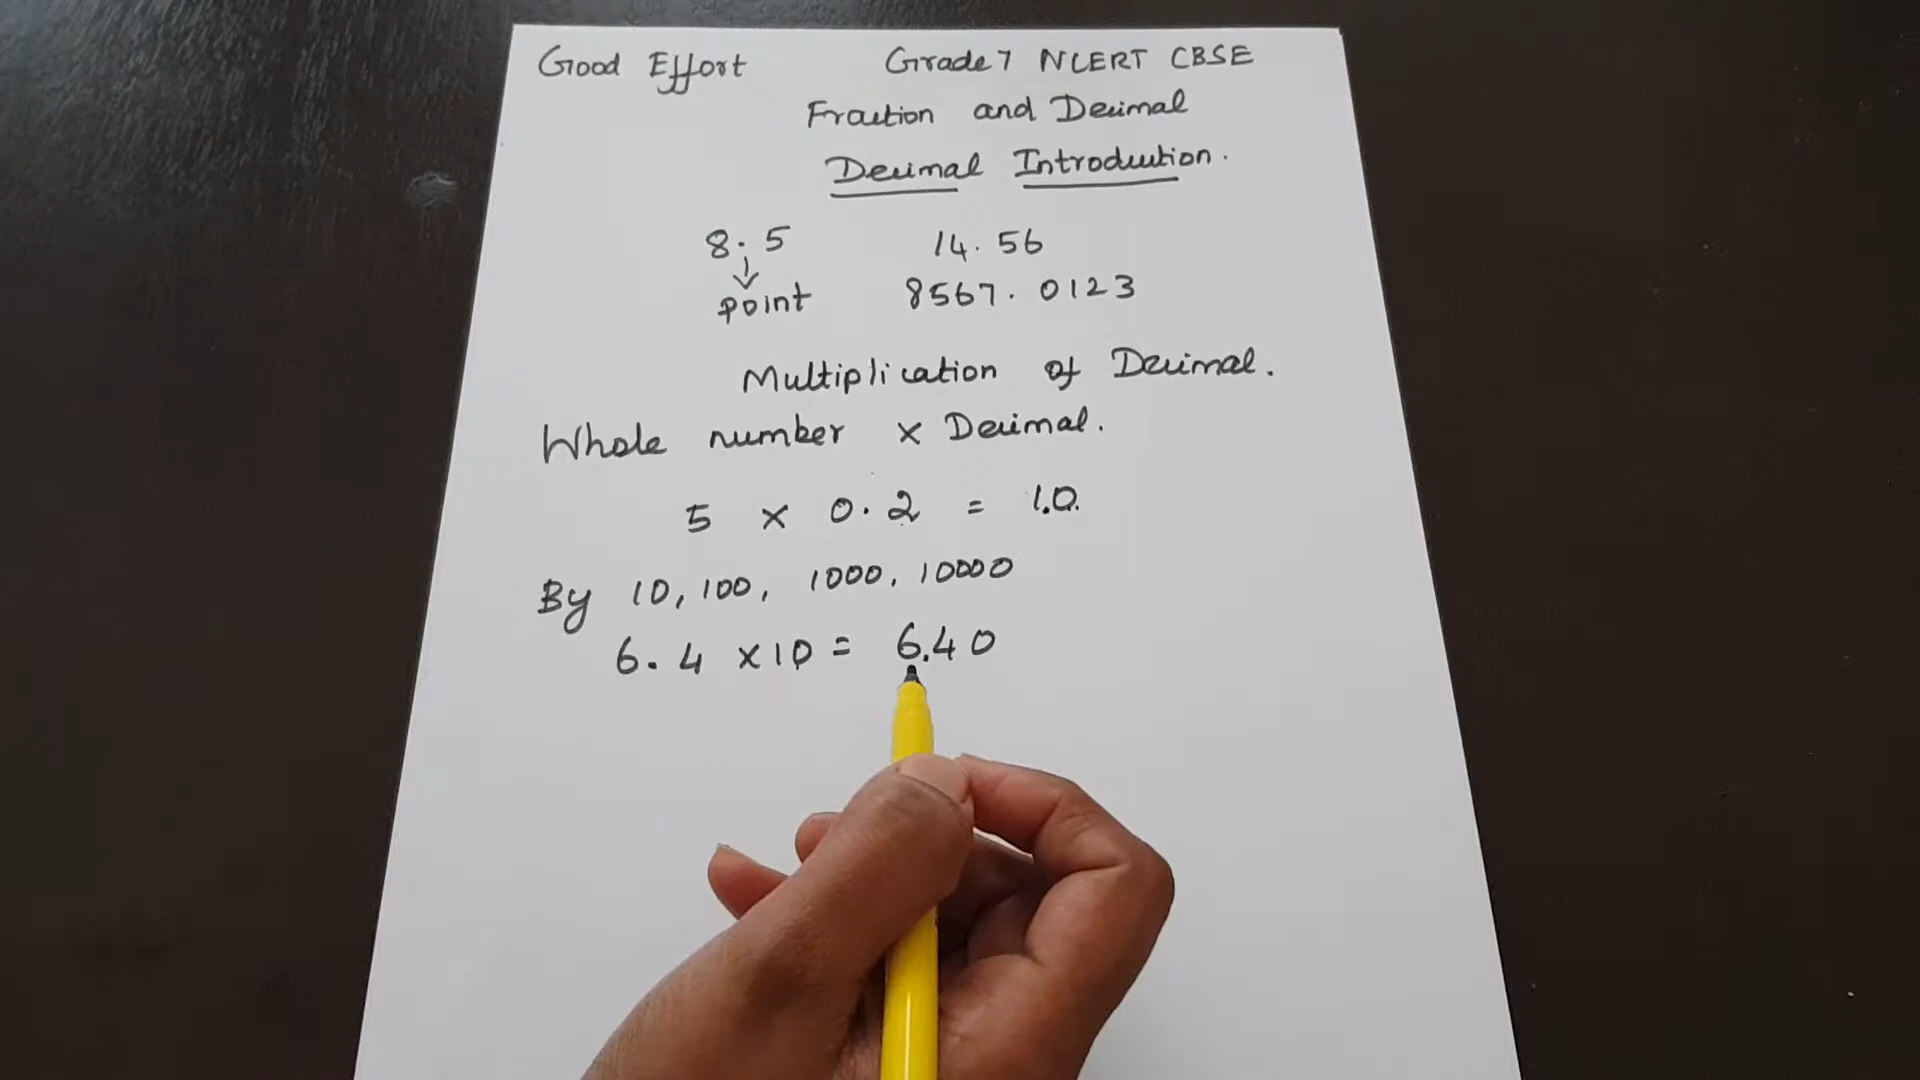 Good Effort Grade 7 NCERT CBSE
Fraction and Decimal
Decimal Introduction.
8.5 14.56
point 8567.0123
Multiplication of Decimal.
Whole number × Decimal.
5 × 0.2 = 1.0.
By 10, 100, 1000, 10000
6.4 ×10 = 6.40